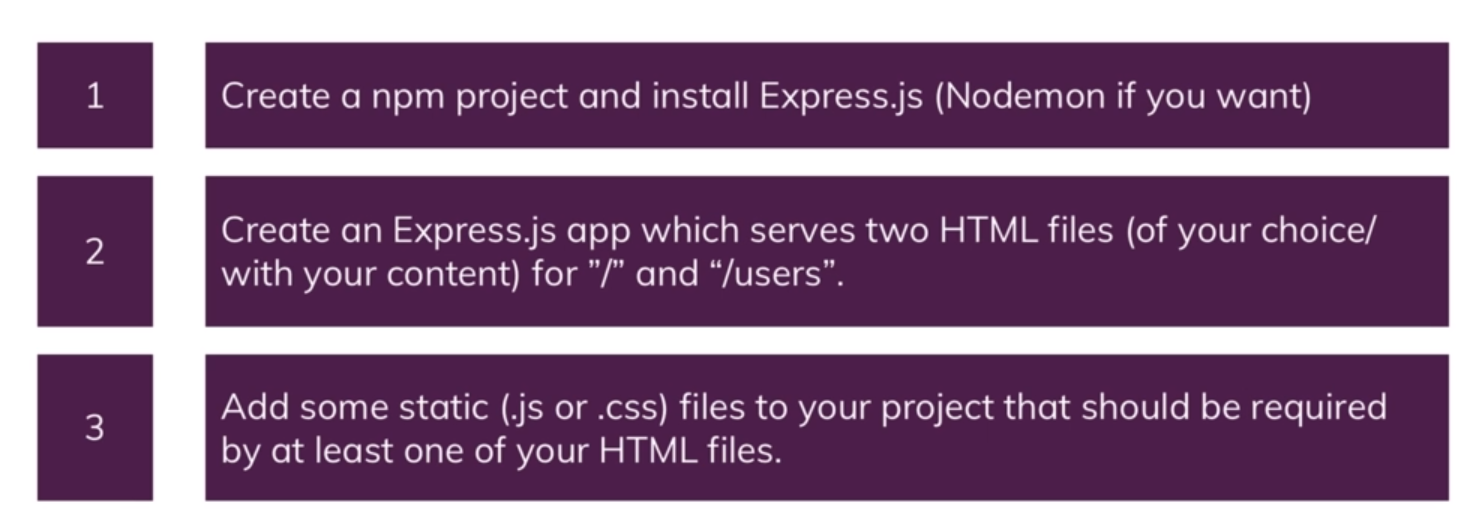 1
Create a npm project and install Express.js (Nodemon if you want)
2
Create an Express.js app which serves two HTML files (of your choice/
with your content) for ”/” and “/users”.
3
Add some static (.js or .css) files to your project that should be required
by at least one of your HTML files.